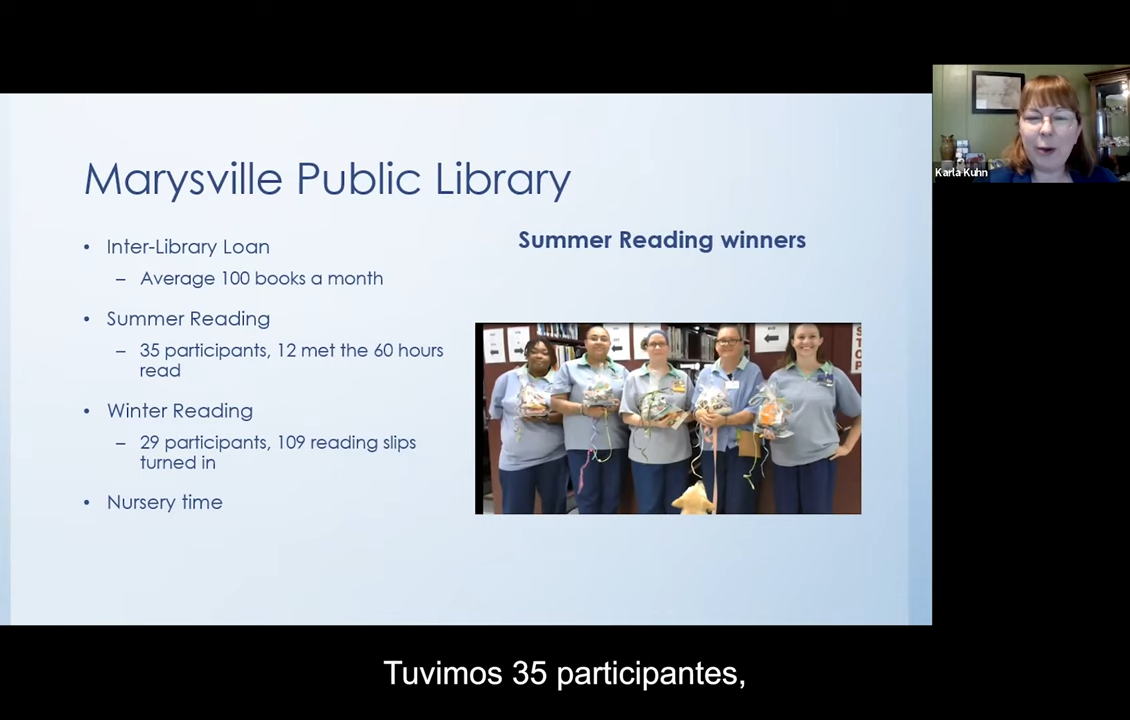 Marysville Public Library
• Inter-Library Loan
– Average 100 books a month
• Summer Reading
– 35 participants, 12 met the 60 hours
read
• Winter Reading
– 29 participants, 109 reading slips
turned in
• Nursery time
Summer Reading winners
S
T
O
P
Karla Kuhn
Tuvimos 35 participantes,